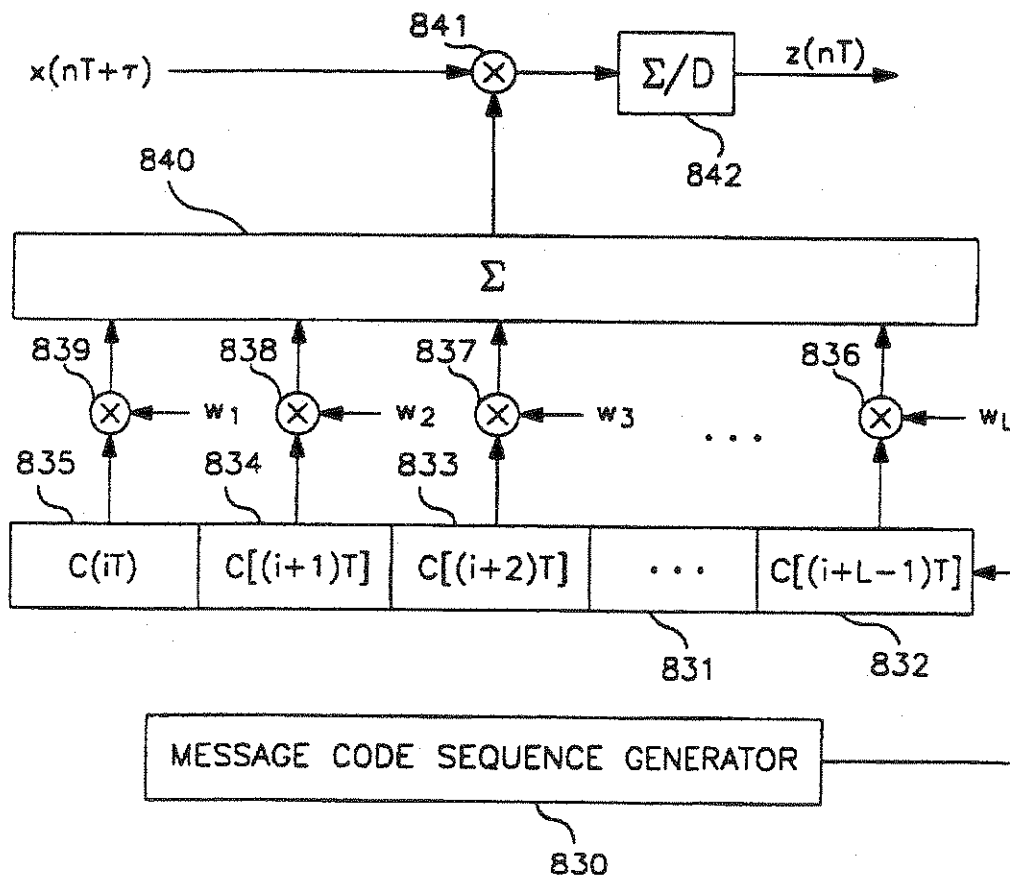 841
x(nT+τ)
×
Σ/D
z(nT)
842
840
Σ
839
838
837
836
× w₁
× w₂
× w₃
. . .
× w_L
835
834
833
C(iT)
C[(i+1)T]
C[(i+2)T]
· · ·
C[(i+L−1)T]
831
832
MESSAGE CODE SEQUENCE GENERATOR
830